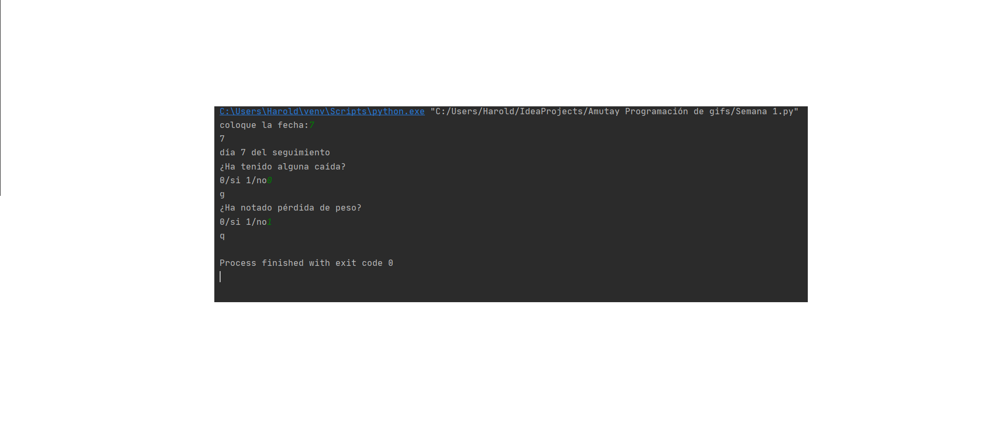 C:\Users\Harold\venv\Scripts\python.exe "C:/Users/Harold/IdeaProjects/Amutay Programación de gifs/Semana 1.py"
coloque la fecha:7
7
día 7 del seguimiento
¿Ha tenido alguna caída?
0/si 1/no0
g
¿Ha notado pérdida de peso?
0/si 1/no1
q
Process finished with exit code 0